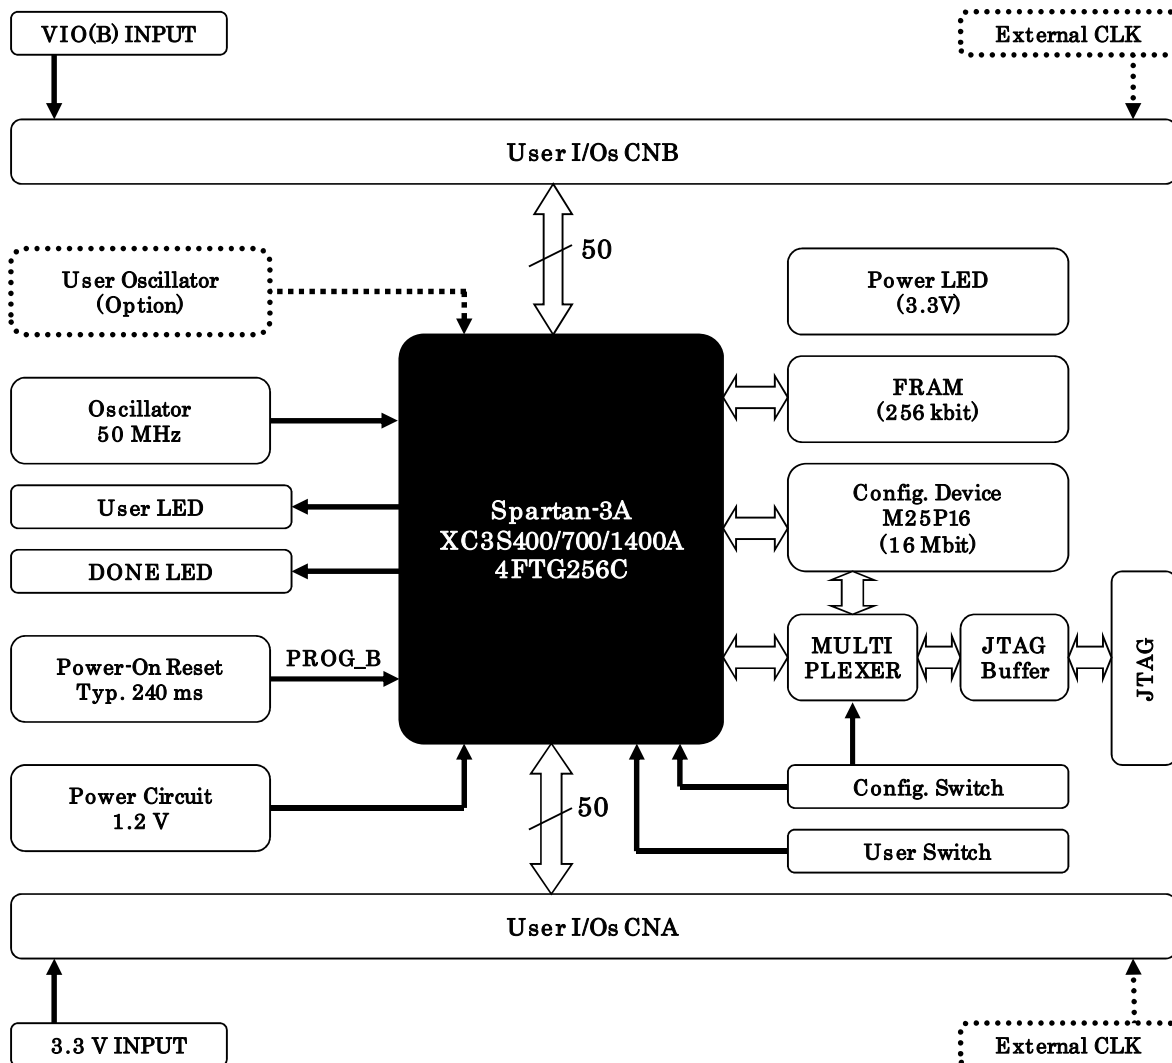 VIO(B) INPUT
External CLK
User I/Os CNB
50
User Oscillator
(Option)
Power LED
(3.3V)
Oscillator
50 MHz
FRAM
(256 kbit)
User LED
DONE LED
Spartan-3A
XC3S400/700/1400A
4FTG256C
Config. Device
M25P16
(16 Mbit)
Power-On Reset
Typ. 240 ms
PROG_B
MULTI
PLEXER
JTAG
Buffer
JTAG
Power Circuit
1.2 V
50
Config. Switch
User Switch
User I/Os CNA
3.3 V INPUT
External CLK